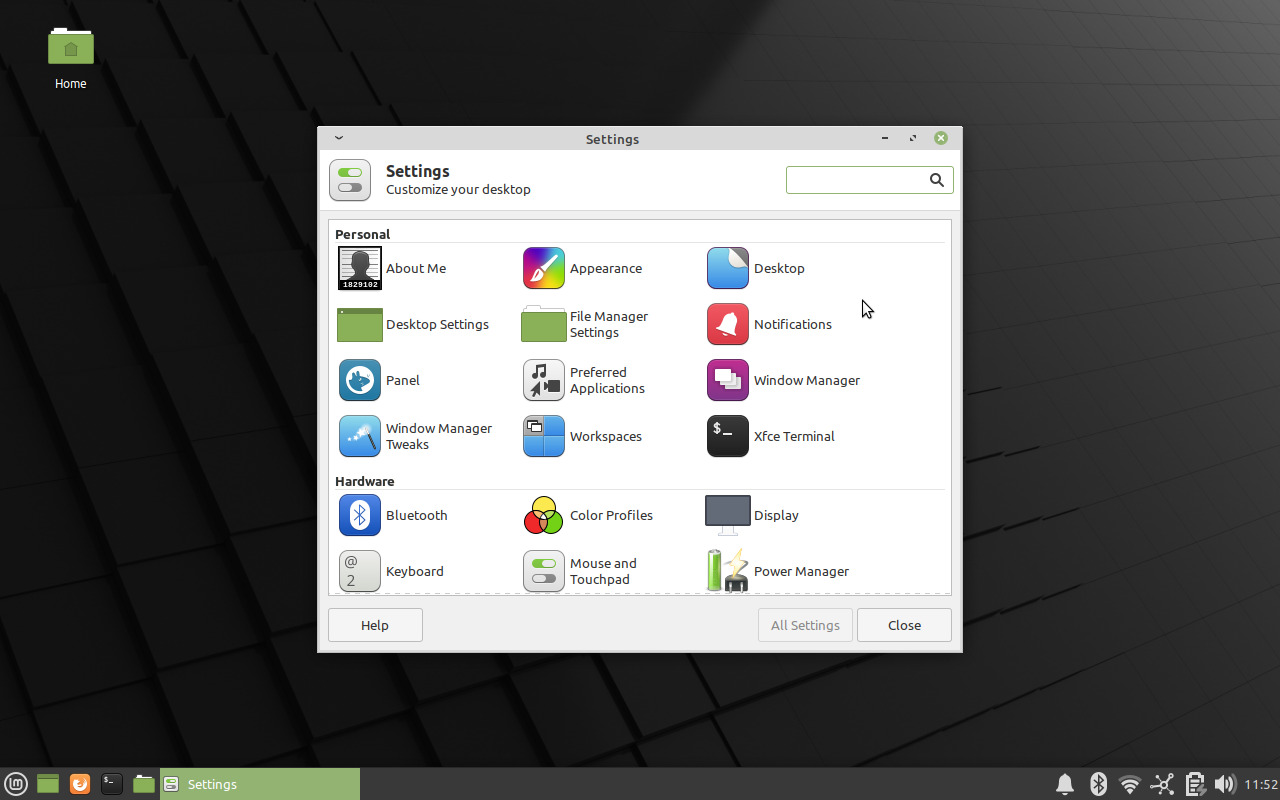 Home
Settings
Settings
Customize your desktop
Personal
1829102
About Me
Appearance
Desktop
Desktop Settings
File Manager
Settings
Notifications
Panel
Preferred
Applications
Window Manager
Window Manager
Tweaks
Workspaces
$_
Xfce Terminal
Hardware
Bluetooth
Color Profiles
Display
@
2
Keyboard
Mouse and
Touchpad
Power Manager
Help
All Settings
Close
$_
Settings
11:52